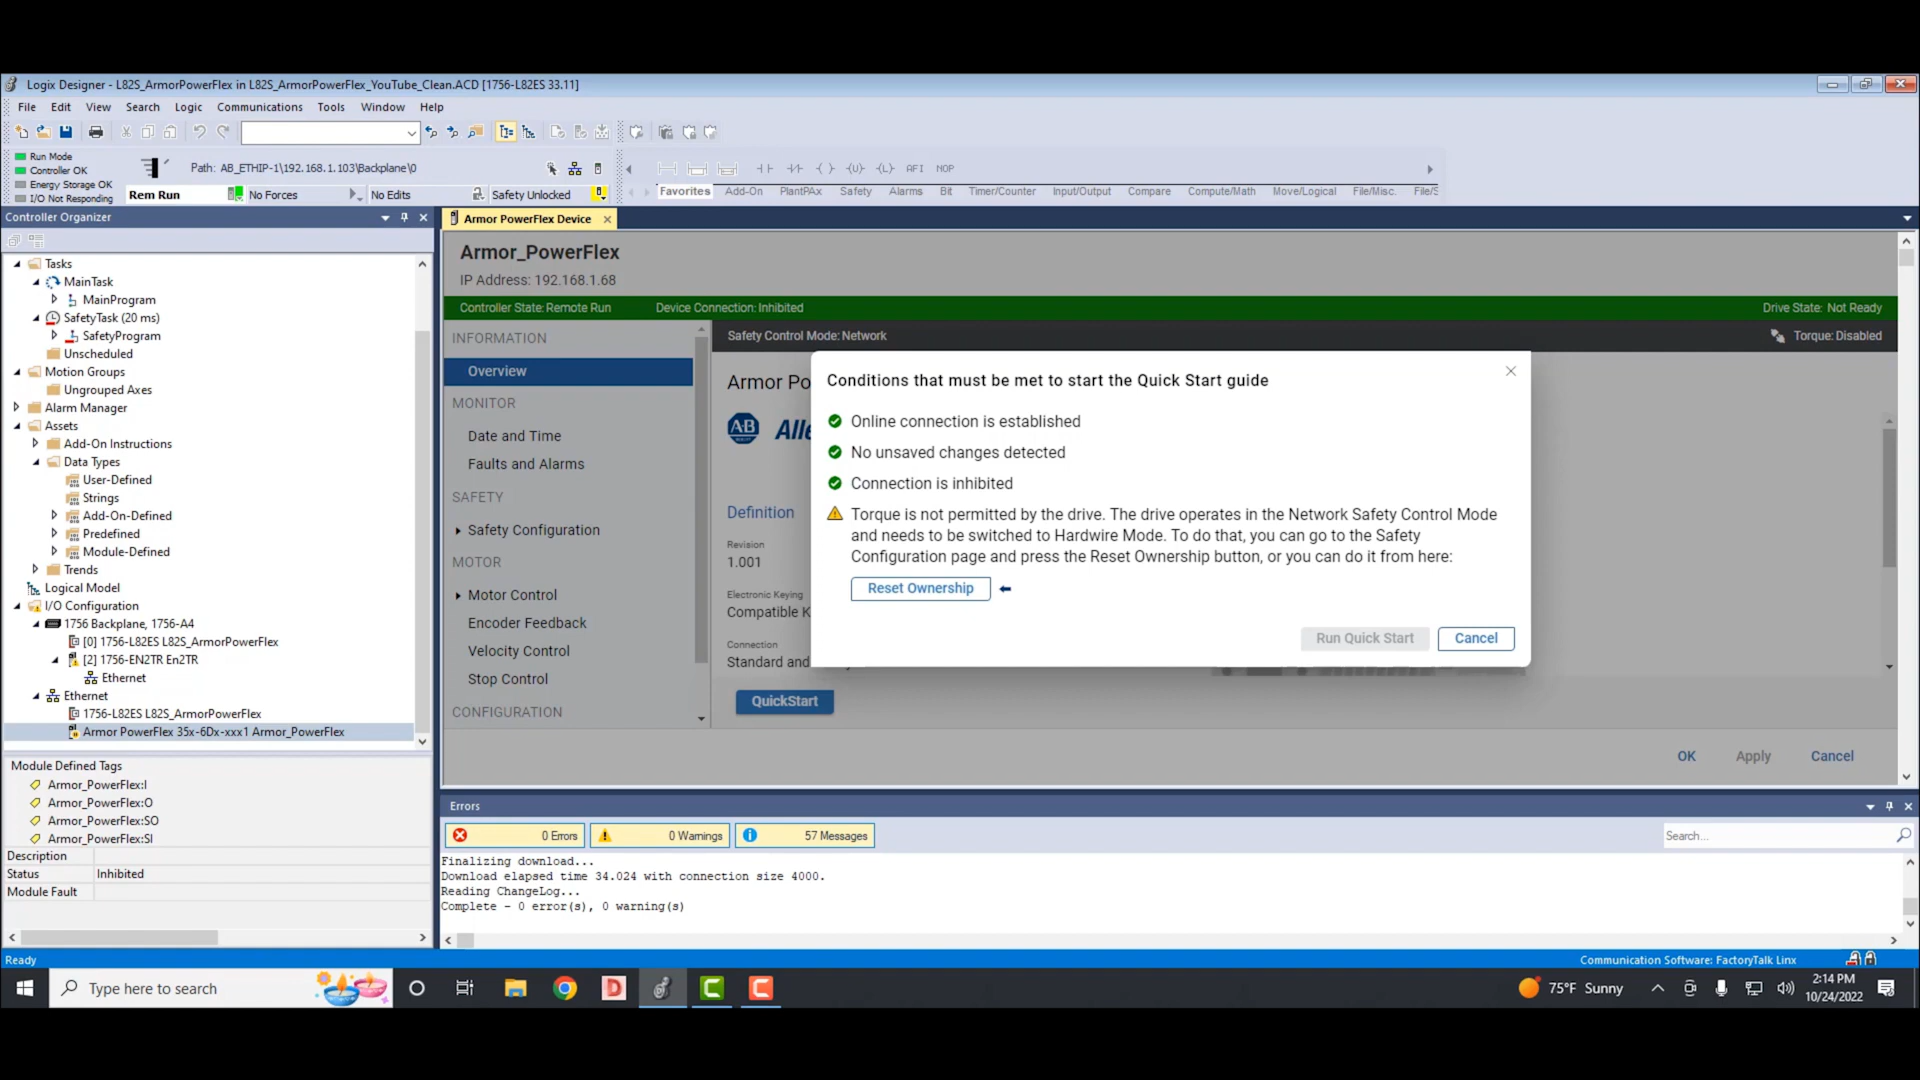 Logix Designer - L82S_ArmorPowerFlex in L82S_ArmorPowerFlex_YouTube_Clean.ACD [1756-L82ES 33.11]
File Edit View Search Logic Communications Tools Window Help
Run Mode
Controller OK
Energy Storage OK
I/O Not Responding
Path: AB_ETHIP-1\192.168.1.103\Backplane\0
Rem Run
No Forces
No Edits
Safety Unlocked
AFI NOP
Favorites Add-On PlantPAx Safety Alarms Bit Timer/Counter Input/Output Compare Compute/Math Move/Logical File/Misc. File/S
Controller Organizer
Tasks
MainTask
MainProgram
SafetyTask (20 ms)
SafetyProgram
Unscheduled
Motion Groups
Ungrouped Axes
Alarm Manager
Assets
Add-On Instructions
Data Types
User-Defined
Strings
Add-On-Defined
Predefined
Module-Defined
Trends
Logical Model
I/O Configuration
1756 Backplane, 1756-A4
[0] 1756-L82ES L82S_ArmorPowerFlex
[2] 1756-EN2TR En2TR
Ethernet
Ethernet
1756-L82ES L82S_ArmorPowerFlex
Armor PowerFlex 35x-6Dx-xxx1 Armor_PowerFlex
Module Defined Tags
Armor_PowerFlex:I
Armor_PowerFlex:O
Armor_PowerFlex:SO
Armor_PowerFlex:SI
Description
Status Inhibited
Module Fault
Armor PowerFlex Device
Armor_PowerFlex
IP Address: 192.168.1.68
Controller State: Remote Run
Device Connection: Inhibited
Drive State: Not Ready
INFORMATION
Overview
MONITOR
Date and Time
Faults and Alarms
SAFETY
Safety Configuration
MOTOR
Motor Control
Encoder Feedback
Velocity Control
Stop Control
CONFIGURATION
Safety Control Mode: Network
Torque: Disabled
Armor Po
AB
Alle
Definition
Revision
1.001
Electronic Keying
Compatible K
Connection
Standard and
QuickStart
Conditions that must be met to start the Quick Start guide
Online connection is established
No unsaved changes detected
Connection is inhibited
Torque is not permitted by the drive. The drive operates in the Network Safety Control Mode
and needs to be switched to Hardwire Mode. To do that, you can go to the Safety
Configuration page and press the Reset Ownership button, or you can do it from here:
Reset Ownership
Run Quick Start
Cancel
OK Apply Cancel
Errors
0 Errors
0 Warnings
57 Messages
Search...
Finalizing download...
Download elapsed time 34.024 with connection size 4000.
Reading ChangeLog...
Complete - 0 error(s), 0 warning(s)
Ready
Communication Software: FactoryTalk Linx
Type here to search
75°F Sunny
2:14 PM
10/24/2022